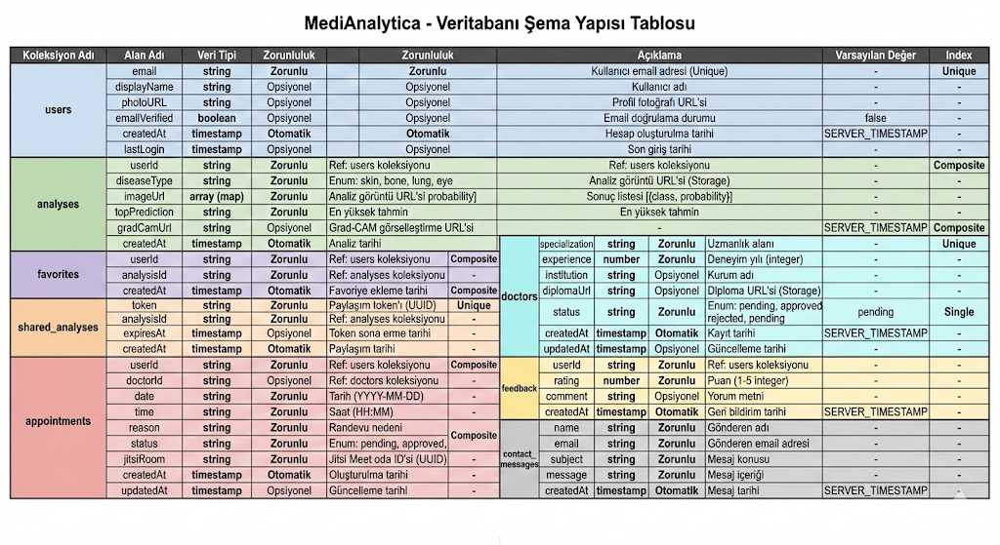 MediAnalytica - Veritabanı Şema Yapısı Tablosu
Koleksiyon Adı Alan Adı Veri Tipi Zorunluluk Zorunluluk Açıklama Varsayılan Değer Index
users
email string Zorunlu Zorunlu Kullanıcı email adresi (Unique) - Unique
displayName string Opsiyonel Opsiyonel Kullanıcı adı - -
photoURL string Opsiyonel Opsiyonel Profil fotoğrafı URL'si - -
emailVerified boolean Opsiyonel Opsiyonel Email doğrulama durumu false -
createdAt timestamp Otomatik Otomatik Hesap oluşturulma tarihi SERVER_TIMESTAMP -
lastLogin timestamp Opsiyonel Opsiyonel Son giriş tarihi - -
analyses
userId string Zorunlu Ref: users koleksiyonu Ref: users koleksiyonu - Composite
diseaseType string Zorunlu Enum: skin, bone, lung, eye Analiz görüntü URL'si (Storage) - -
imageUrl array (map) Zorunlu Analiz görüntü URL'si probability] Sonuç listesi [{class, probability}] - -
topPrediction string Zorunlu En yüksek tahmin En yüksek tahmin - -
gradCamUrl string Opsiyonel Grad-CAM görselleştirme URL'si - SERVER_TIMESTAMP Composite
createdAt timestamp Otomatik Analiz tarihi
favorites
userId string Zorunlu Ref: users koleksiyonu Composite
analysisId string Zorunlu Ref: analyses koleksiyonu -
createdAt timestamp Otomatik Favoriye ekleme tarihi Composite
shared_analyses
token string Zorunlu Paylaşım token'ı (UUID) Unique
analysisId string Zorunlu Ref: analyses koleksiyonu -
expiresAt timestamp Opsiyonel Token sona erme tarihi -
createdAt timestamp Otomatik Paylaşım tarihi -
appointments
userId string Zorunlu Ref: users koleksiyonu Composite
doctorId string Opsiyonel Ref: doctors koleksiyonu -
date string Zorunlu Tarih (YYYY-MM-DD) -
time string Zorunlu Saat (HH:MM) -
reason string Zorunlu Randevu nedeni
status string Zorunlu Enum: pending, approved, Composite
jitsiRoom string Zorunlu Jitsi Meet oda ID'si (UUID) -
createdAt timestamp Otomatik Oluşturulma tarihi -
updatedAt timestamp Opsiyonel Güncelleme tarihi -
doctors
specialization string Zorunlu Uzmanlık alanı - Unique
experience number Zorunlu Deneyim yılı (integer) - -
institution string Opsiyonel Kurum adı - -
diplomaUrl string Opsiyonel Dlploma URL'si (Storage) - -
status string Zorunlu Enum: pending, approved pending Single
rejected, pending
createdAt timestamp Otomatik Kayıt tarihi SERVER_TIMESTAMP -
updatedAt timestamp Opsiyonel Güncelleme tarihi - -
feedback
userId string Zorunlu Ref: users koleksiyonu - -
rating number Zorunlu Puan (1-5 integer) - -
comment string Opsiyonel Yorum metni - -
createdAt timestamp Otomatik Geri bildirim tarihi SERVER_TIMESTAMP -
contact_
messages
name string Zorunlu Gönderen adı - -
email string Zorunlu Gönderen email adresi - -
subject string Zorunlu Mesaj konusu - -
message string Zorunlu Mesaj içeriği - -
createdAt timestamp Otomatik Mesaj tarihi SERVER_TIMESTAMP -